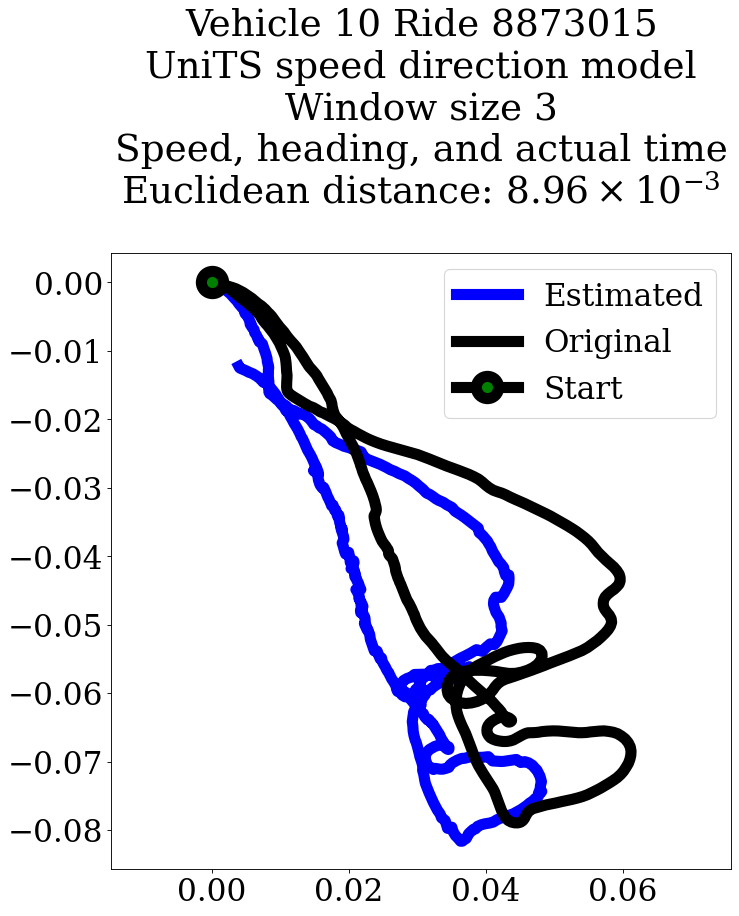 Vehicle 10 Ride 8873015
UniTS speed direction model
Window size 3
Speed, heading, and actual time
Euclidean distance: 8.96 × 10⁻³
Estimated
Original
Start
0.00
−0.01
−0.02
−0.03
−0.04
−0.05
−0.06
−0.07
−0.08
0.00 0.02 0.04 0.06